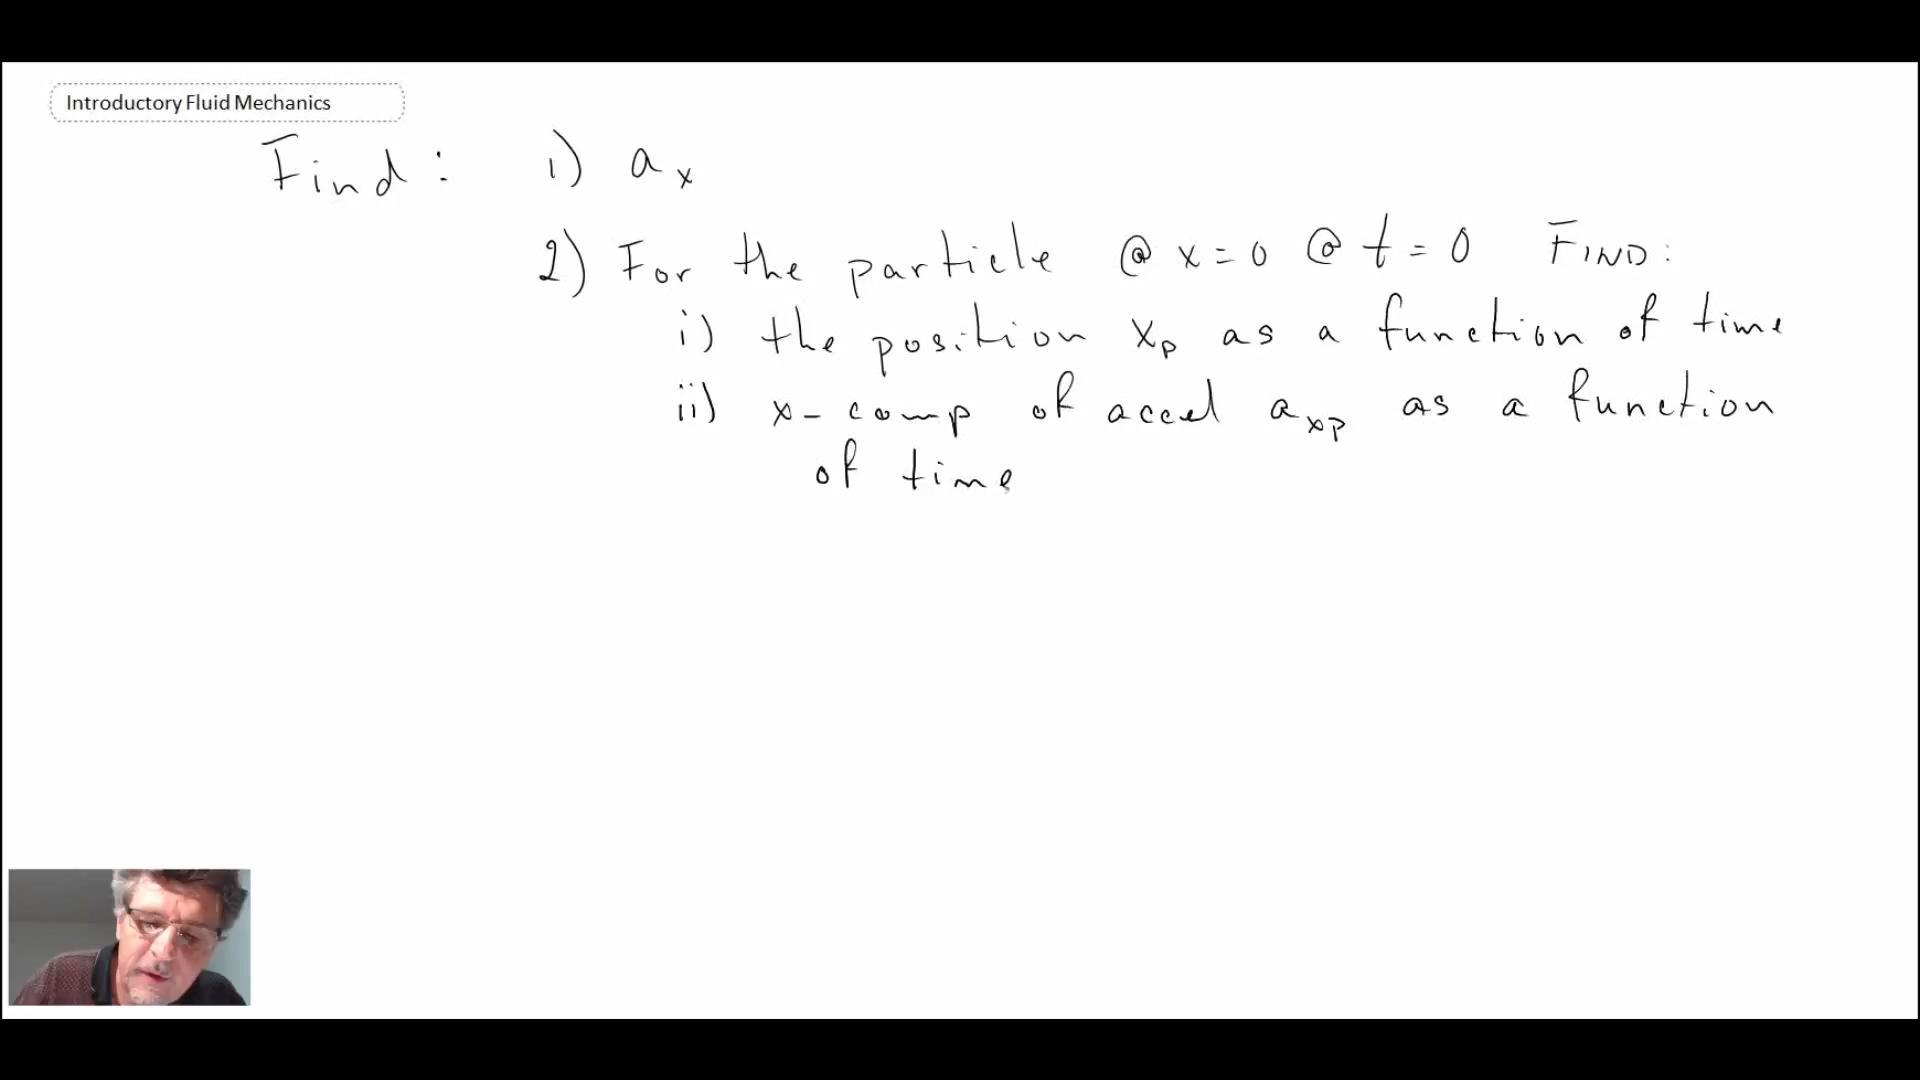 Introductory Fluid Mechanics
Find: 1) ax
2) For the particle @ x=0 @ t=0 FIND:
i) the position xp as a function of time
ii) x-comp of accel axp as a function
of time